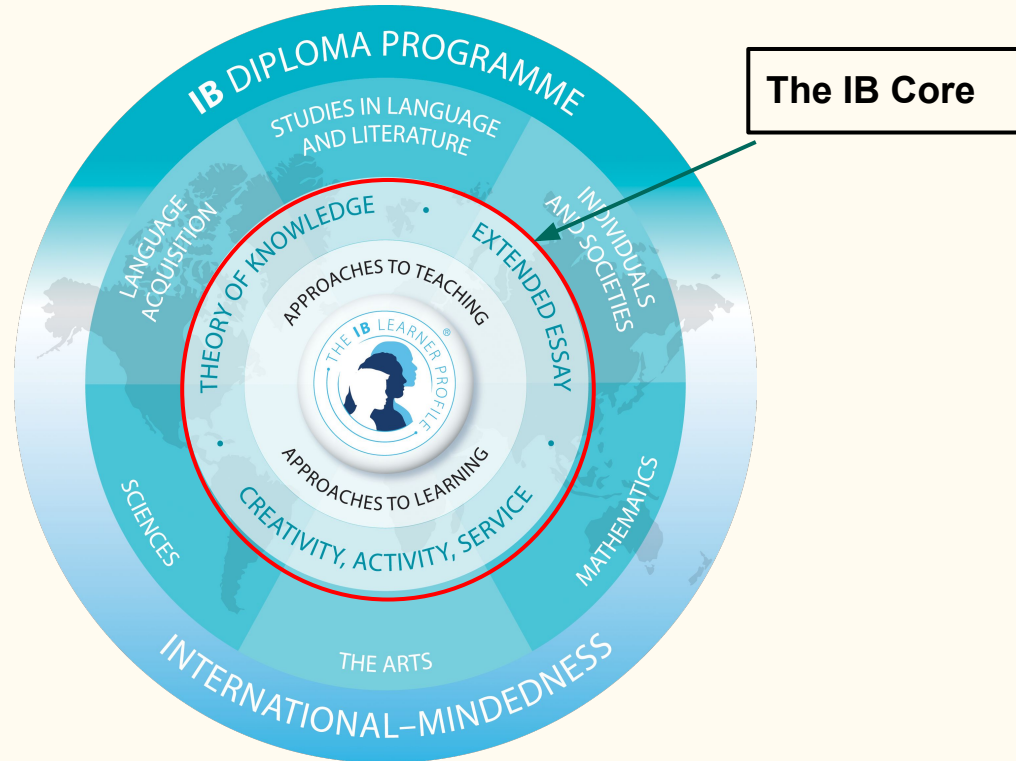 IB DIPLOMA PROGRAMME
The IB Core
STUDIES IN LANGUAGE
AND LITERATURE
LANGUAGE
ACQUISITION
INDIVIDUALS
AND SOCIETIES
THEORY OF KNOWLEDGE
•
EXTENDED ESSAY
•
APPROACHES TO TEACHING
• THE IB LEARNER PROFILE •
®
APPROACHES TO LEARNING
•
CREATIVITY, ACTIVITY, SERVICE
SCIENCES
MATHEMATICS
THE ARTS
INTERNATIONAL–MINDEDNESS